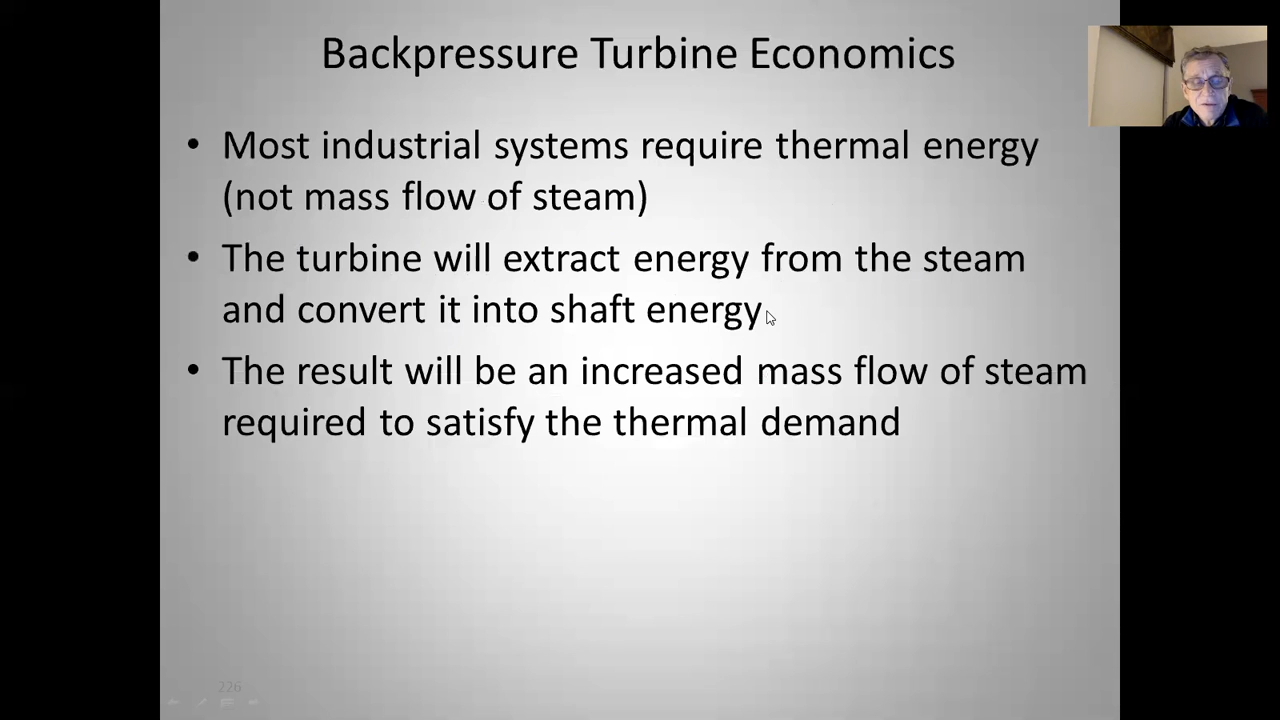 Backpressure Turbine Economics
• Most industrial systems require thermal energy
(not mass flow of steam)
• The turbine will extract energy from the steam
and convert it into shaft energy
• The result will be an increased mass flow of steam
required to satisfy the thermal demand
226